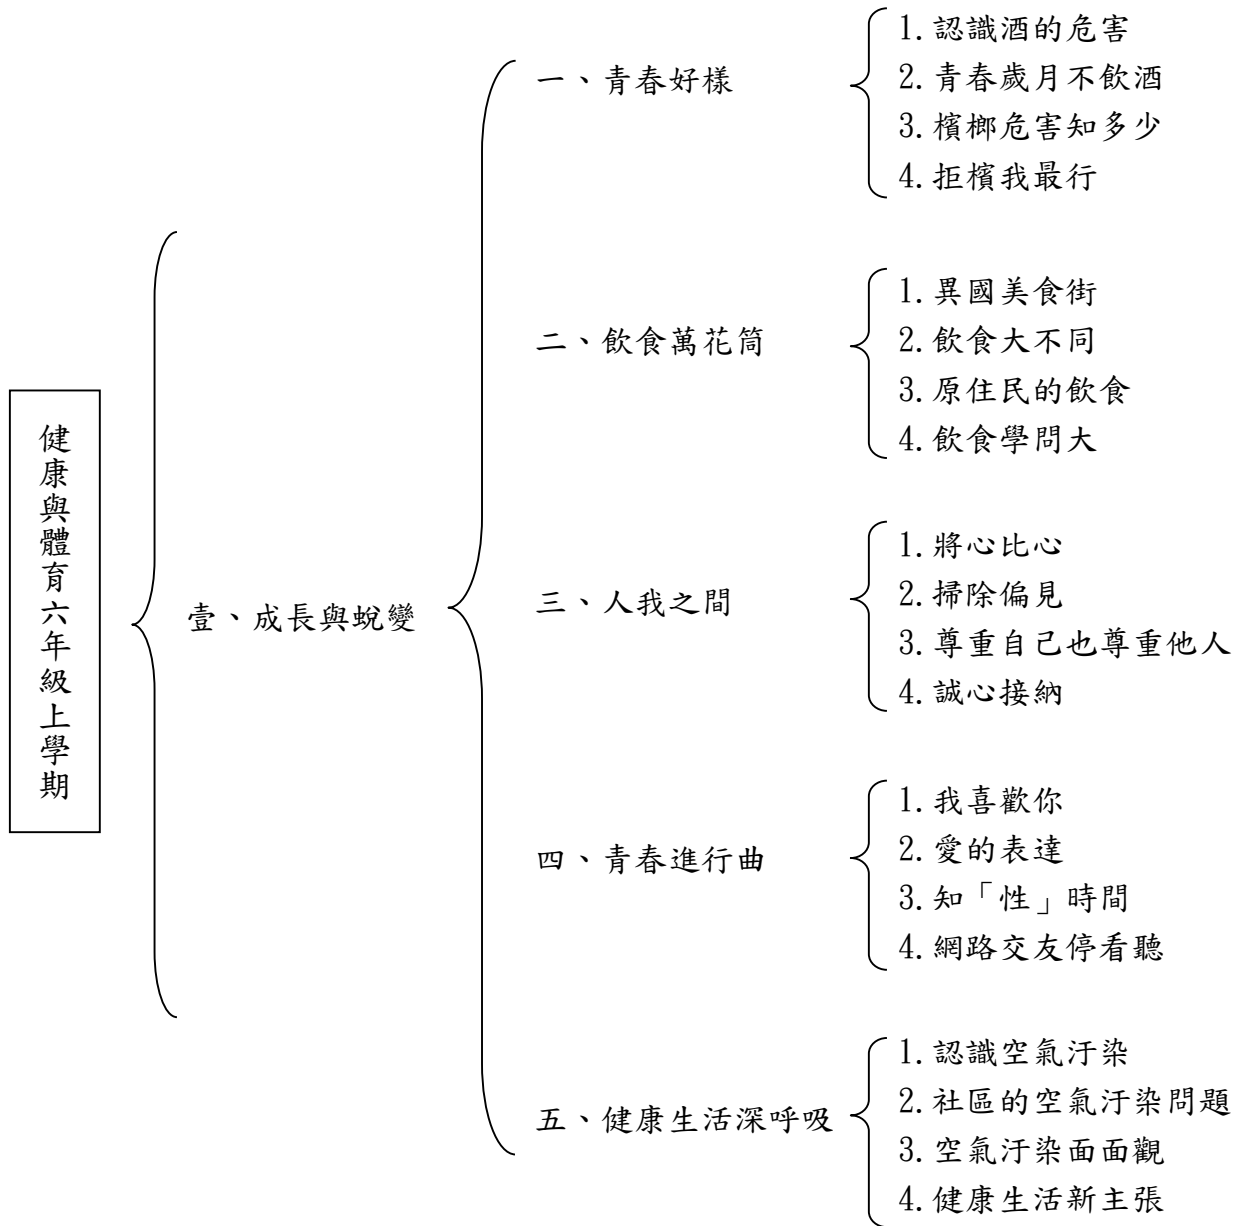 健康與體育六年級上學期
壹、成長與蛻變
一、青春好樣
1.認識酒的危害
2.青春歲月不飲酒
3.檳榔危害知多少
4.拒檳我最行
二、飲食萬花筒
1.異國美食街
2.飲食大不同
3.原住民的飲食
4.飲食學問大
三、人我之間
1.將心比心
2.掃除偏見
3.尊重自己也尊重他人
4.誠心接納
四、青春進行曲
1.我喜歡你
2.愛的表達
3.知「性」時間
4.網路交友停看聽
五、健康生活深呼吸
1.認識空氣汙染
2.社區的空氣汙染問題
3.空氣汙染面面觀
4.健康生活新主張